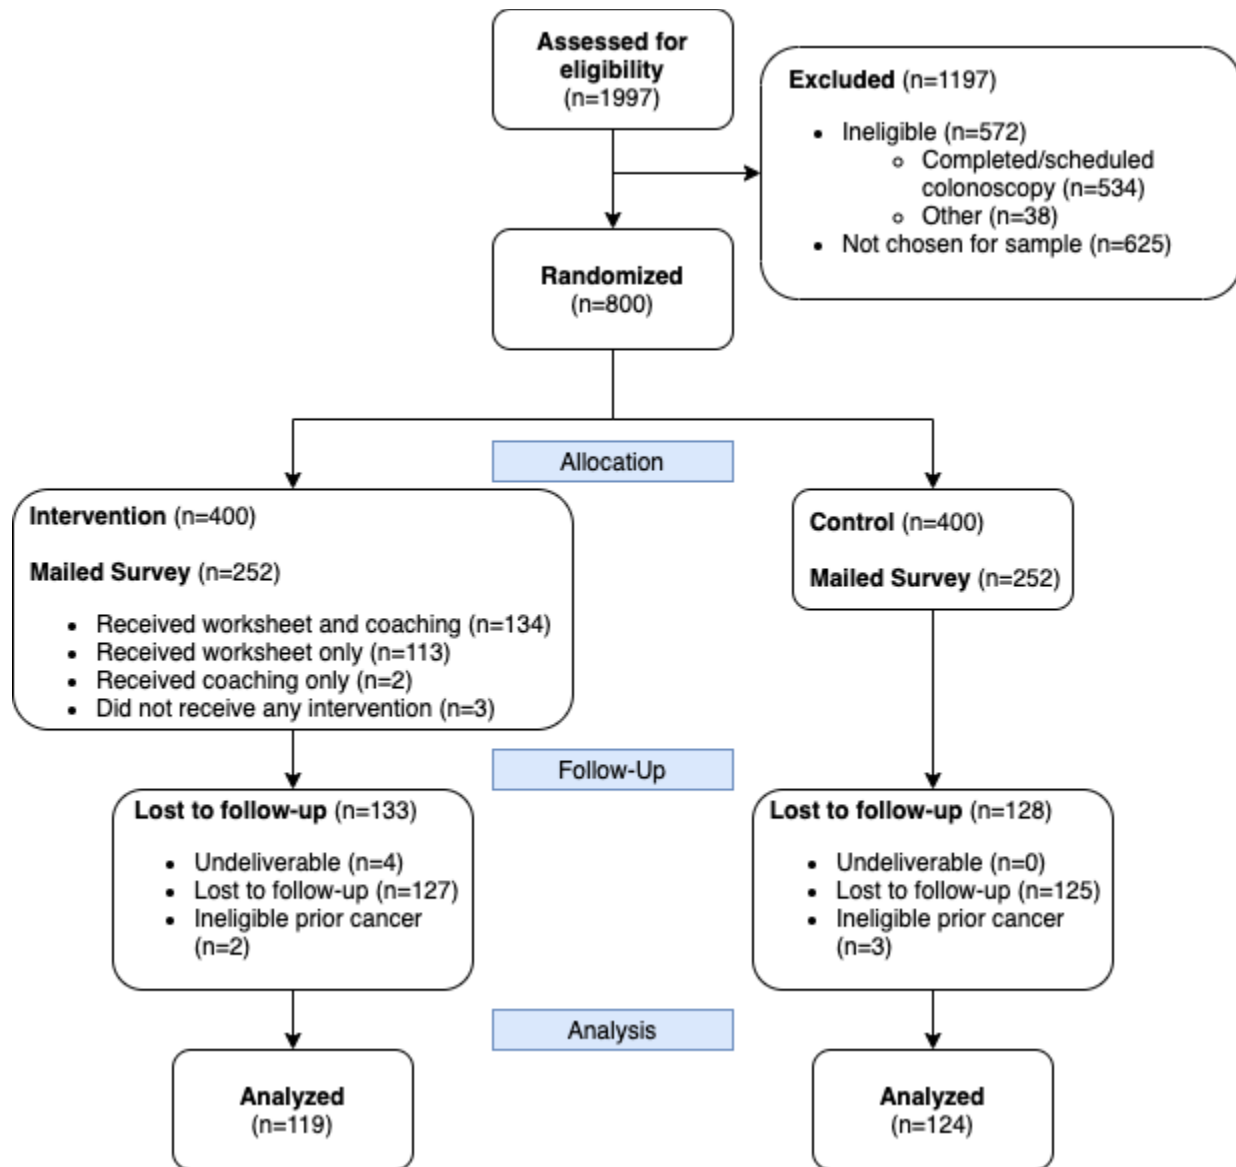 Assessed for
eligibility
(n=1997)
Excluded (n=1197)
• Ineligible (n=572)
○ Completed/scheduled
colonoscopy (n=534)
○ Other (n=38)
• Not chosen for sample (n=625)
Randomized
(n=800)
Allocation
Intervention (n=400)
Mailed Survey (n=252)
• Received worksheet and coaching (n=134)
• Received worksheet only (n=113)
• Received coaching only (n=2)
• Did not receive any intervention (n=3)
Control (n=400)
Mailed Survey (n=252)
Follow-Up
Lost to follow-up (n=133)
• Undeliverable (n=4)
• Lost to follow-up (n=127)
• Ineligible prior cancer
(n=2)
Lost to follow-up (n=128)
• Undeliverable (n=0)
• Lost to follow-up (n=125)
• Ineligible prior cancer
(n=3)
Analysis
Analyzed
(n=119)
Analyzed
(n=124)